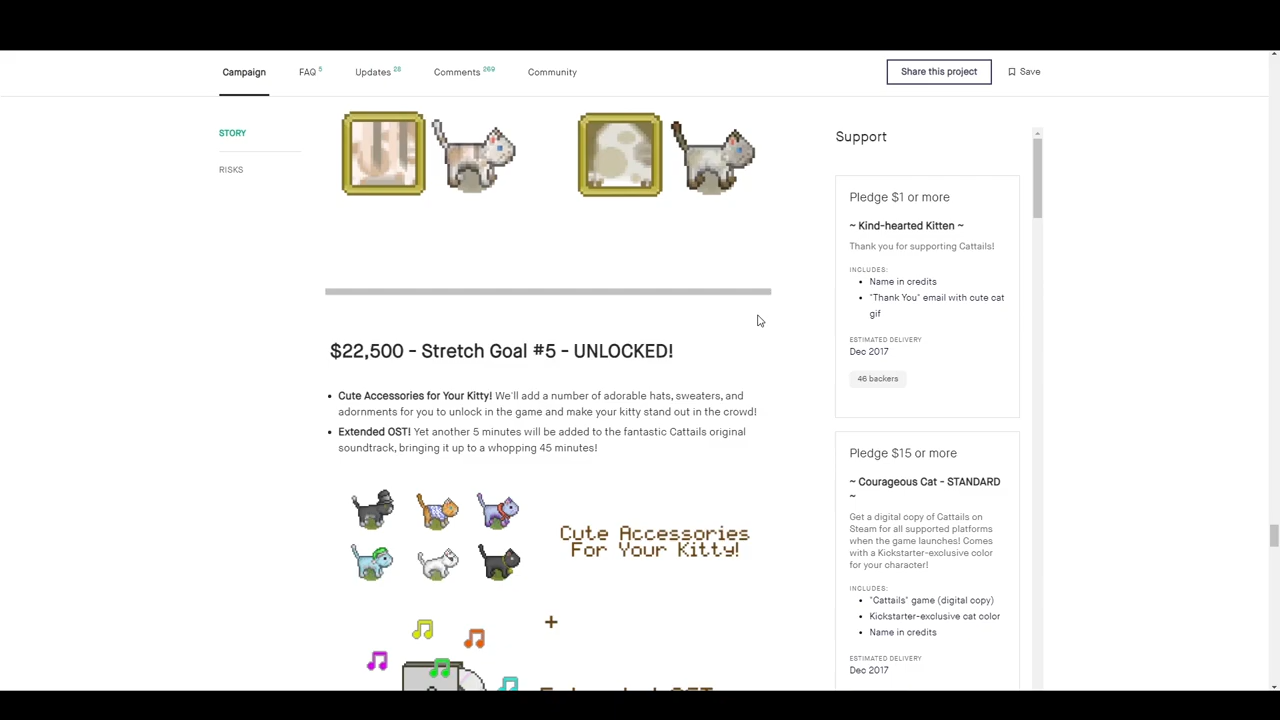 Campaign
FAQ 5
Updates 28
Comments 269
Community
Share this project
Save
STORY
RISKS
$22,500 - Stretch Goal #5 - UNLOCKED!
Cute Accessories for Your Kitty! We'll add a number of adorable hats, sweaters, and
adornments for you to unlock in the game and make your kitty stand out in the crowd!
Extended OST! Yet another 5 minutes will be added to the fantastic Cattails original
soundtrack, bringing it up to a whopping 45 minutes!
Cute Accessories
For Your Kitty!
+
Extended OST
Support
Pledge $1 or more
~ Kind-hearted Kitten ~
Thank you for supporting Cattails!
INCLUDES:
Name in credits
"Thank You" email with cute cat
gif
ESTIMATED DELIVERY
Dec 2017
46 backers
Pledge $15 or more
~ Courageous Cat - STANDARD
~
Get a digital copy of Cattails on
Steam for all supported platforms
when the game launches! Comes
with a Kickstarter-exclusive color
for your character!
INCLUDES:
"Cattails" game (digital copy)
Kickstarter-exclusive cat color
Name in credits
ESTIMATED DELIVERY
Dec 2017